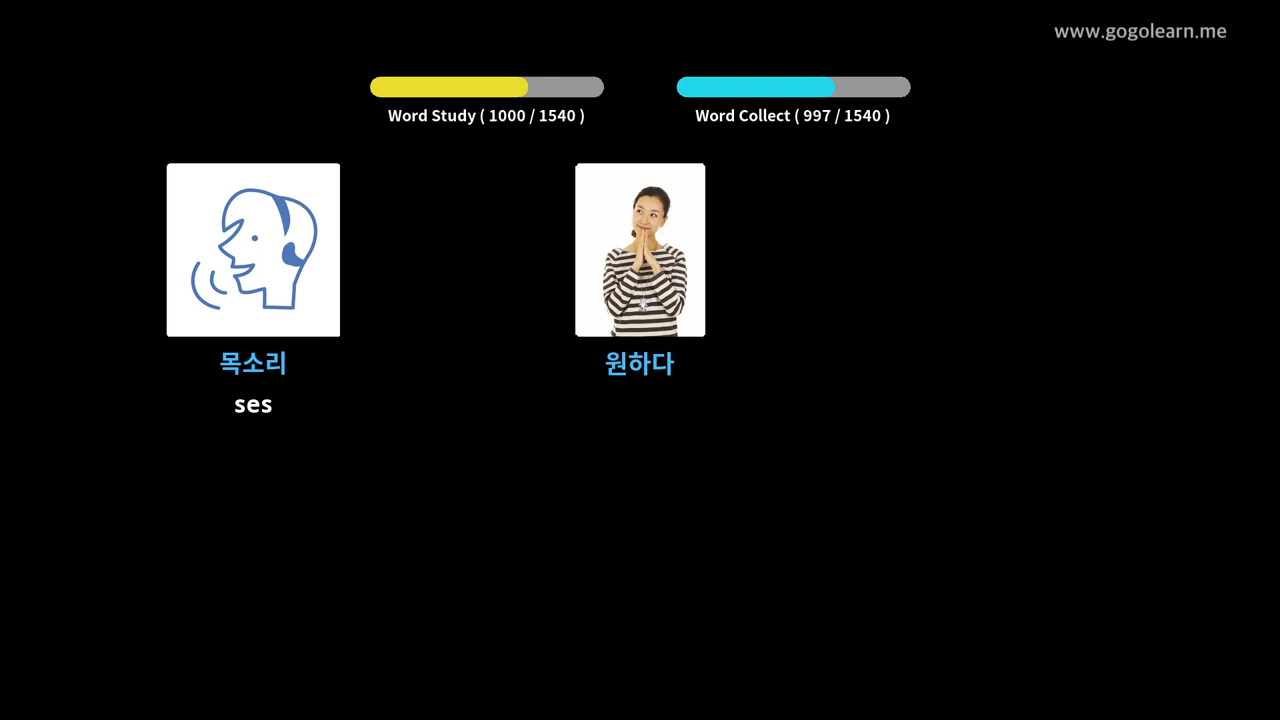 www.gogolearn.me
Word Study ( 1000 / 1540 )
Word Collect ( 997 / 1540 )
목소리
원하다
ses